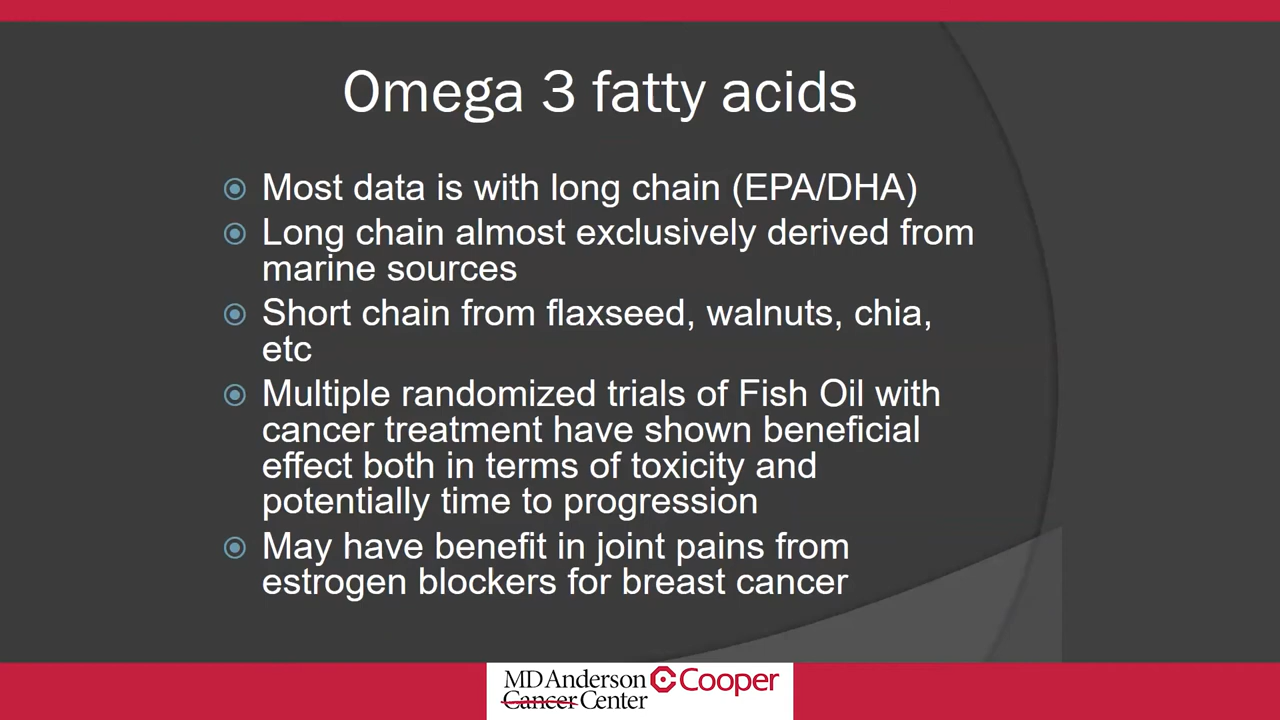 Omega 3 fatty acids
Most data is with long chain (EPA/DHA)
Long chain almost exclusively derived from
marine sources
Short chain from flaxseed, walnuts, chia,
etc
Multiple randomized trials of Fish Oil with
cancer treatment have shown beneficial
effect both in terms of toxicity and
potentially time to progression
May have benefit in joint pains from
estrogen blockers for breast cancer
MD Anderson Cooper
Cancer Center